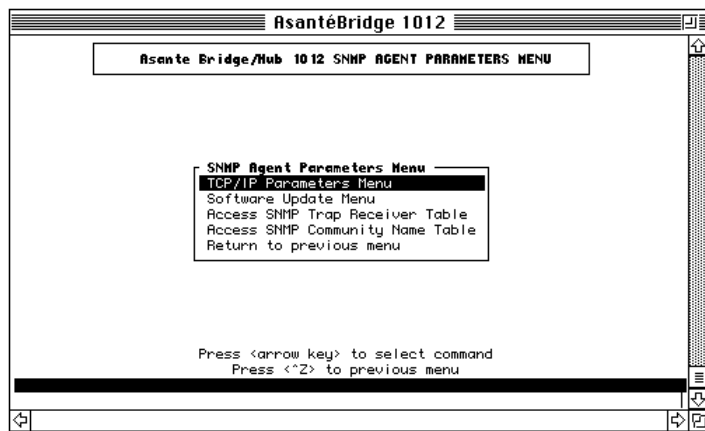 AsantéBridge 1012
Asante Bridge/Hub 1012 SNMP AGENT PARAMETERS MENU
SNMP Agent Parameters Menu
TCP/IP Parameters Menu
Software Update Menu
Access SNMP Trap Receiver Table
Access SNMP Community Name Table
Return to previous menu
Press <arrow key> to select command
Press <^Z> to previous menu